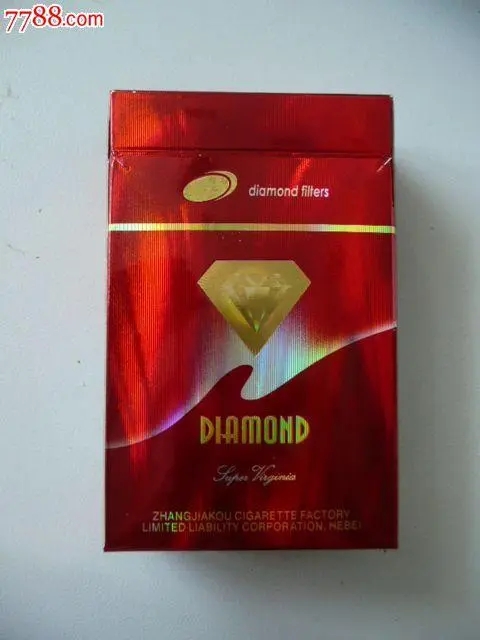 7788.com
diamond filters
DIAMOND
Super Virginia
ZHANGJIAKOU CIGARETTE FACTORY
LIMITED LIABILITY CORPORATION, HEBEI